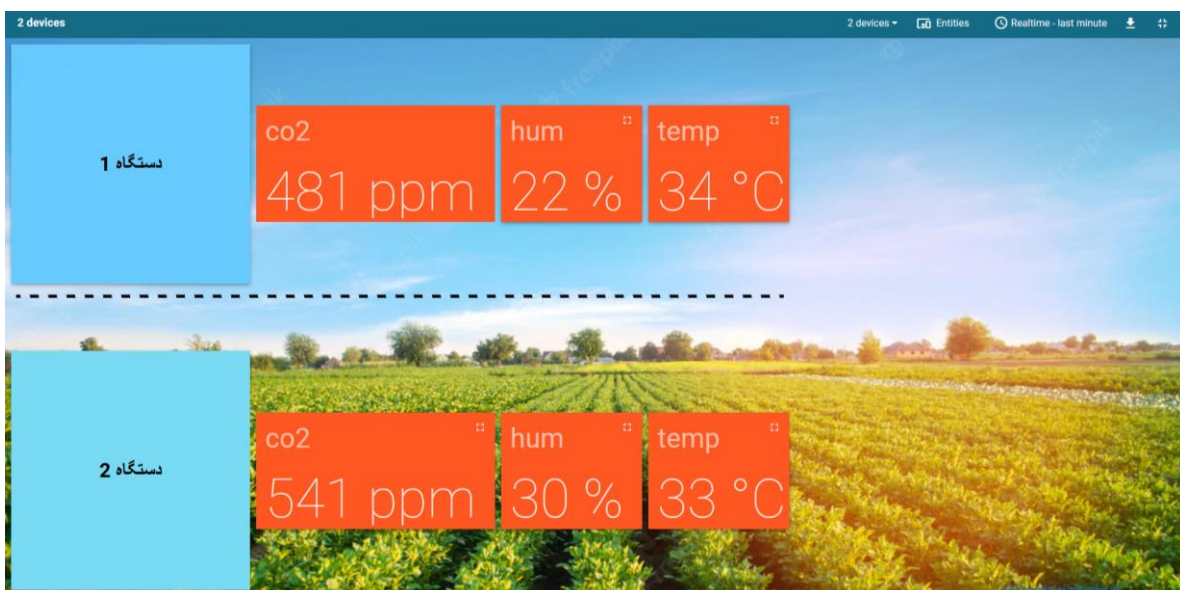 2 devices
2 devices
Entities
Realtime - last minute
دستگاه 1
co2
481 ppm
hum
22 %
temp
34 °C
دستگاه 2
co2
541 ppm
hum
30 %
temp
33 °C